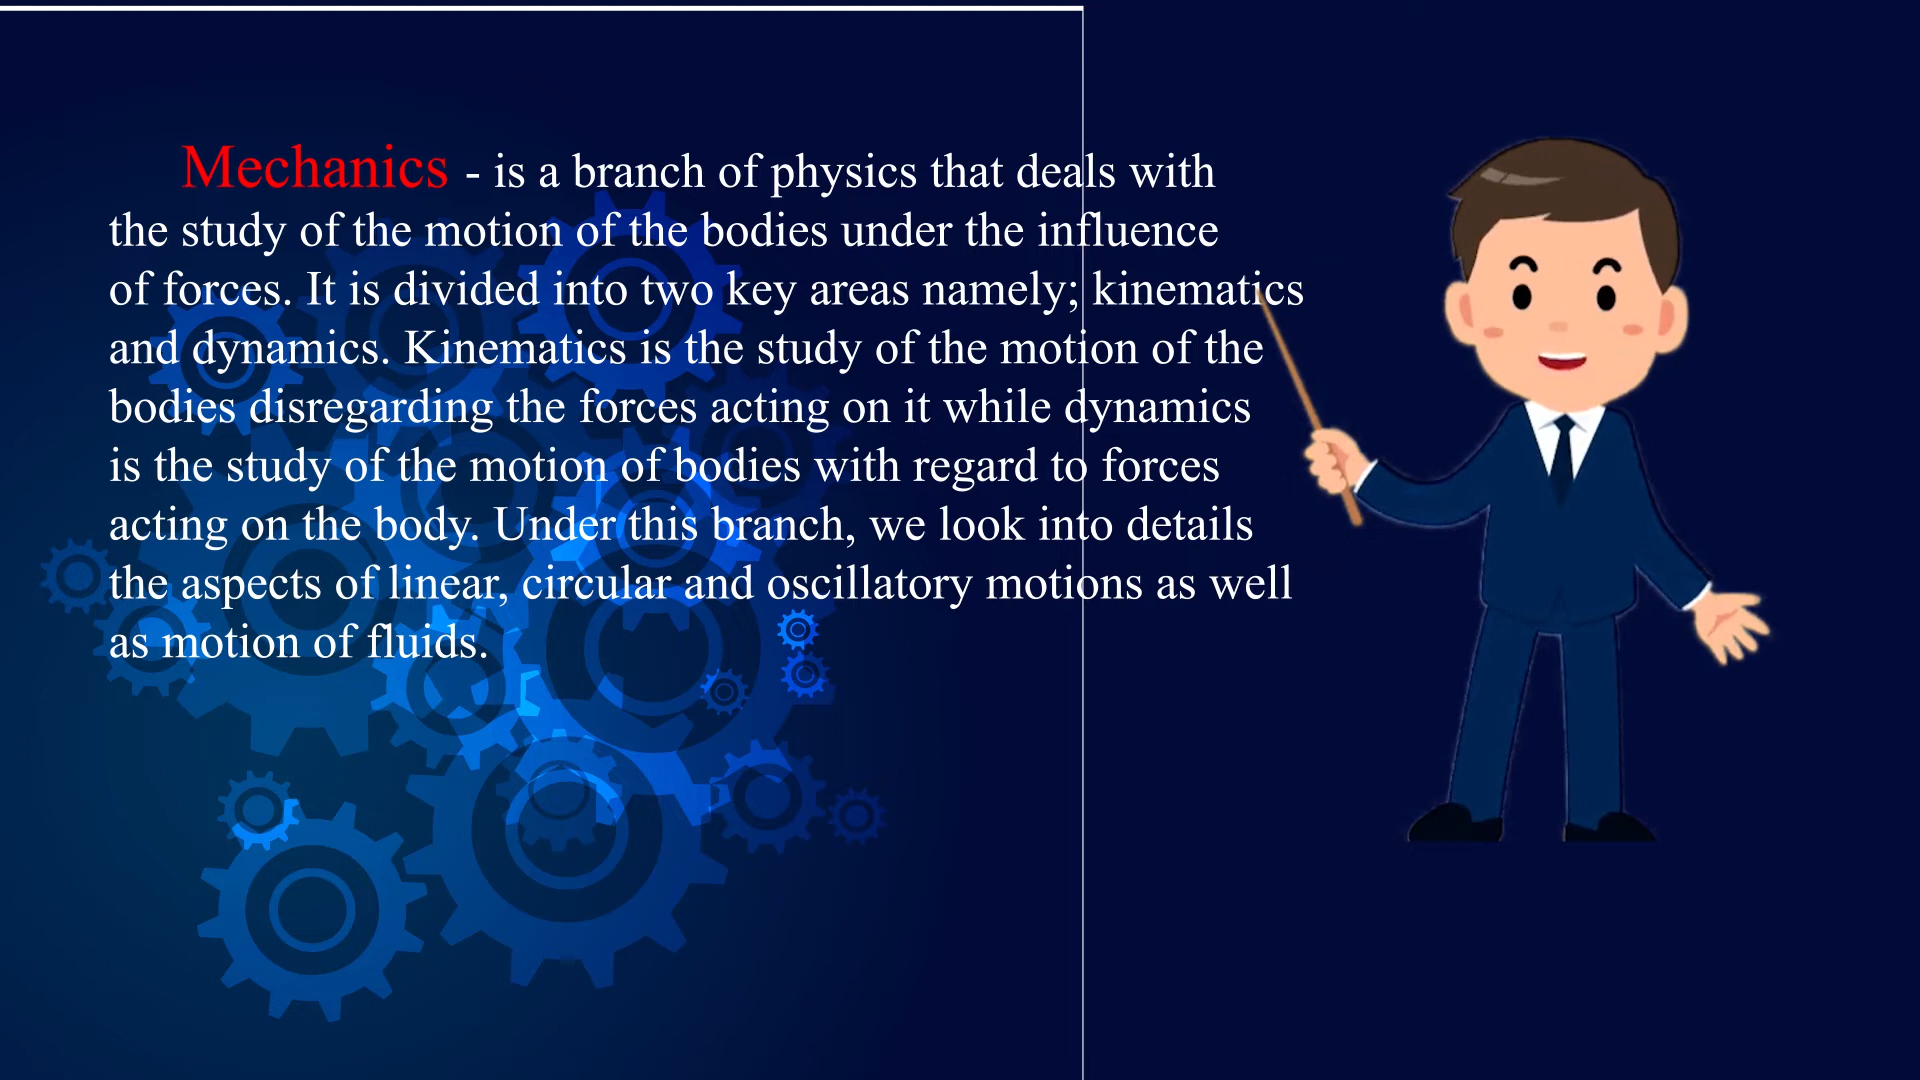 Mechanics - is a branch of physics that deals with
the study of the motion of the bodies under the influence
of forces. It is divided into two key areas namely; kinematics
and dynamics. Kinematics is the study of the motion of the
bodies disregarding the forces acting on it while dynamics
is the study of the motion of bodies with regard to forces
acting on the body. Under this branch, we look into details
the aspects of linear, circular and oscillatory motions as well
as motion of fluids.